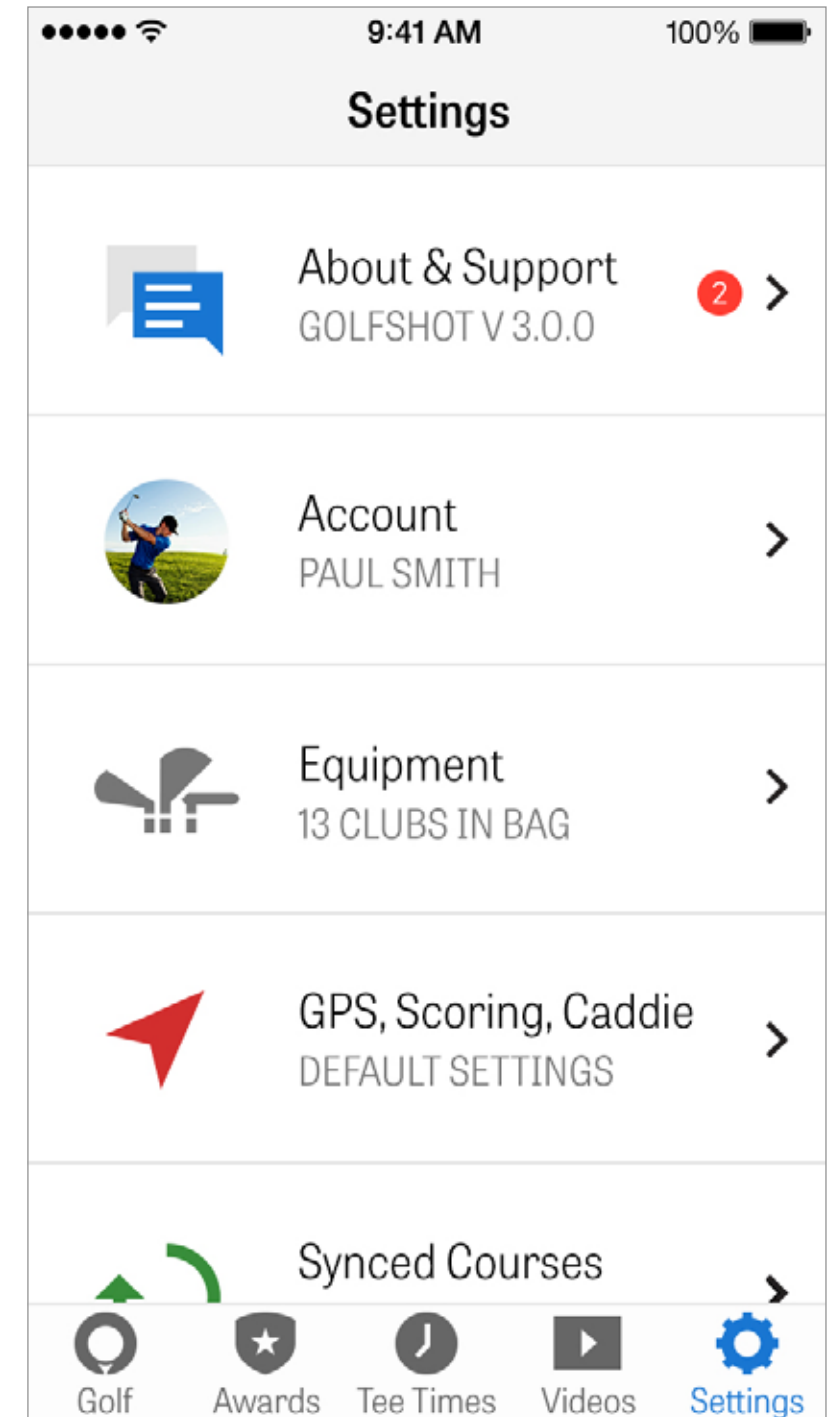 9:41 AM 100%
Settings
About & Support
GOLFSHOT V 3.0.0
2
Account
PAUL SMITH
Equipment
13 CLUBS IN BAG
GPS, Scoring, Caddie
DEFAULT SETTINGS
Synced Courses
Golf Awards Tee Times Videos Settings